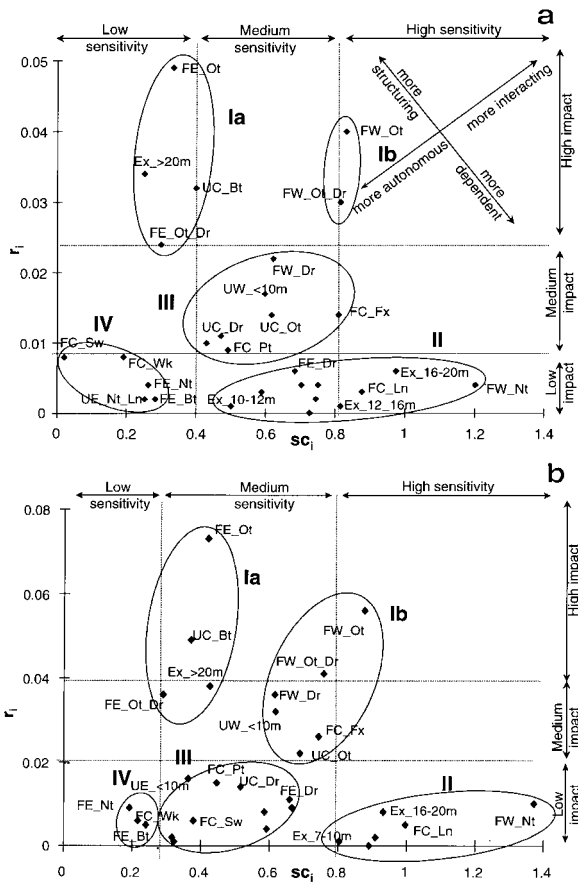 a
Low sensitivity
Medium sensitivity
High sensitivity
0.05
FE_Ot
more structuring
more interacting
Ia
0.04
Ib
FW_Ot
Ex_>20m
UC_Bt
FW_Ot_Dr
more autonomous
more dependent
High impact
0.03
FE_Ot_Dr
ri
0.02
FW_Dr
III
UW_<10m
Medium impact
UC_Ot
FC_Fx
IV
UC_Dr
0.01
FC_Sw
FC_Pt
II
FC_Wk
FE_Dr
Ex_16-20m
FE_Nt
Ex_10-12m
FC_Ln
FW_Nt
UE_Nt_Ln
FE_Bt
Ex_12_16m
Low impact
0
0
0.2
0.4
0.6
0.8
1
1.2
1.4
sci
b
Low sensitivity
Medium sensitivity
High sensitivity
0.08
FE_Ot
Ia
0.06
Ib
UC_Bt
FW_Ot
High impact
FW_Ot_Dr
Ex_>20m
0.04
FE_Ot_Dr
FW_Dr
ri
UW_<10m
FC_Fx
Medium impact
UC_Ot
0.02
III
IV
UE_<10m
FC_Pt
UC_Dr
II
FE_Nt
FE_Dr
FC_Wk
FC_Sw
Ex_16-20m
FW_Nt
FE_Bt
Ex_7-10m
FC_Ln
Low impact
0
0
0.2
0.4
0.6
0.8
1
1.2
1.4
sci